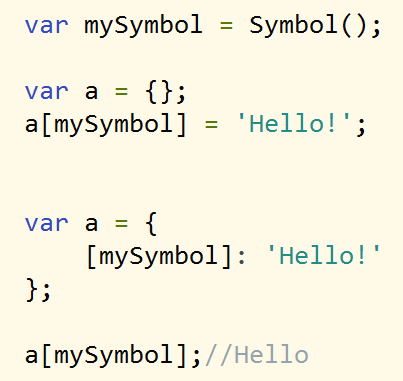 var mySymbol = Symbol();
var a = {};
a[mySymbol] = 'Hello!';
var a = {
    [mySymbol]: 'Hello!'
};
a[mySymbol];//Hello